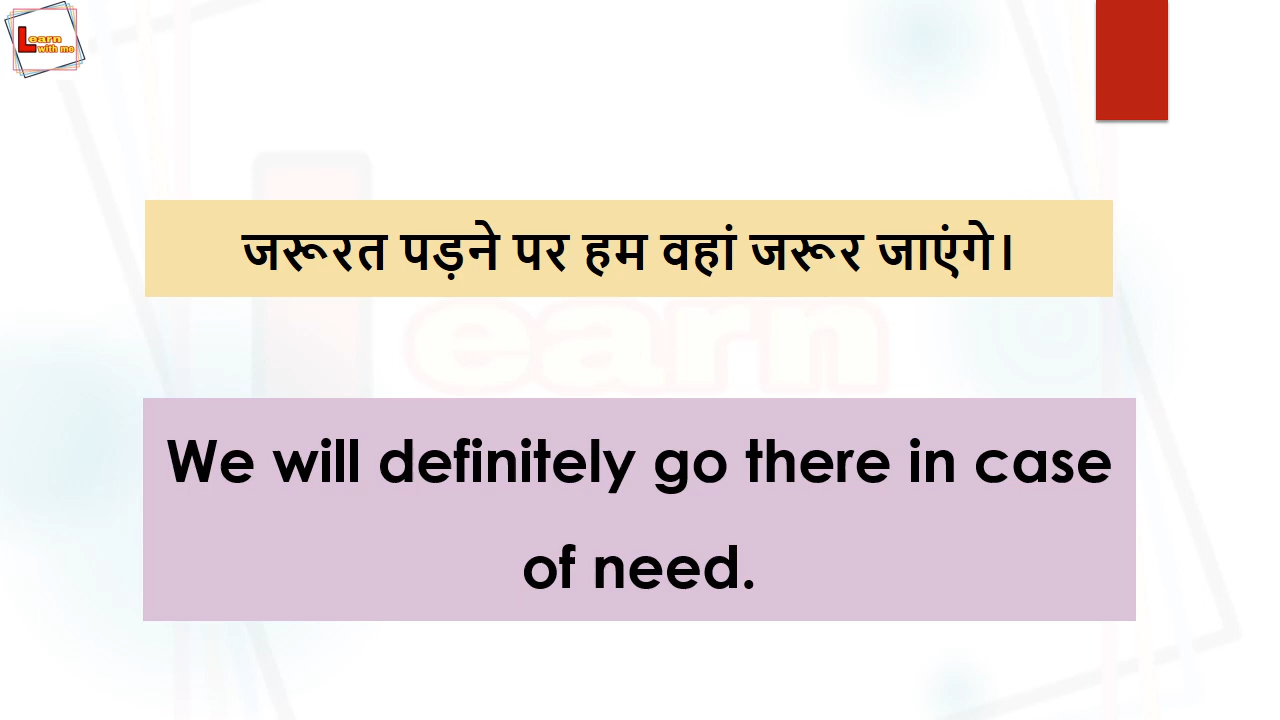 Learn
with me
जरूरत पड़ने पर हम वहां जरूर जाएंगे।
earn
We will definitely go there in case
of need.